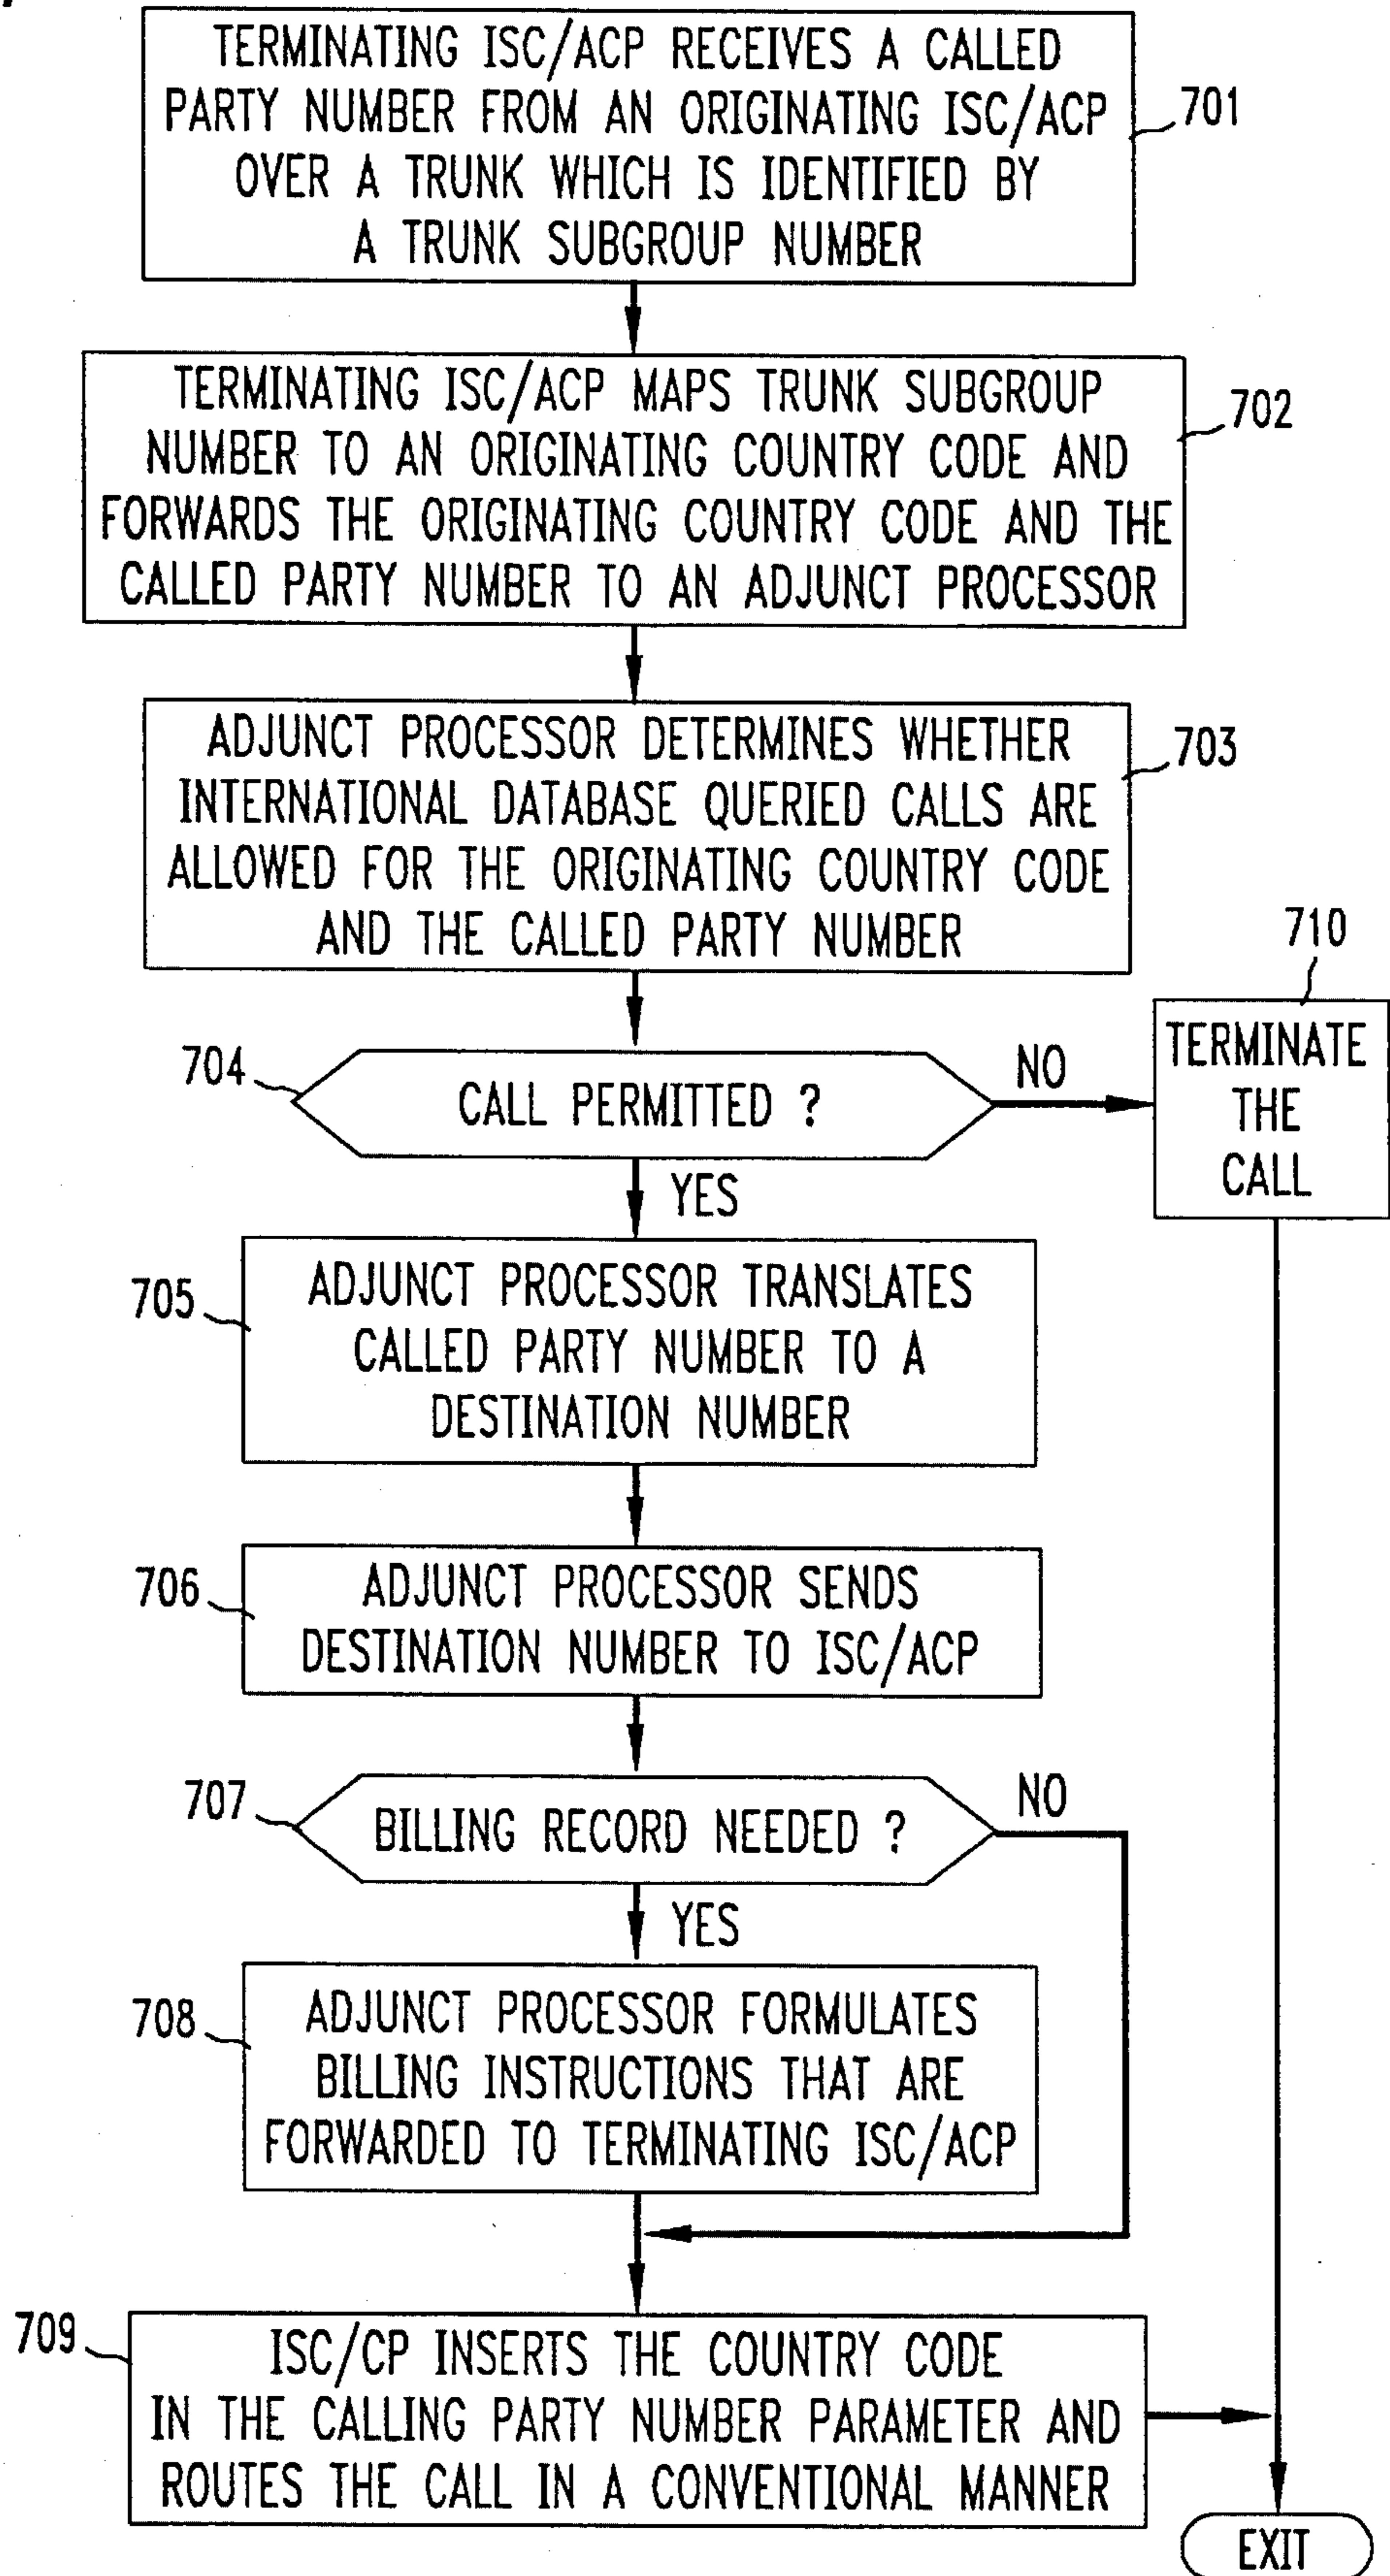 TERMINATING ISC/ACP RECEIVES A CALLED
PARTY NUMBER FROM AN ORIGINATING ISC/ACP
OVER A TRUNK WHICH IS IDENTIFIED BY
A TRUNK SUBGROUP NUMBER
701
TERMINATING ISC/ACP MAPS TRUNK SUBGROUP
NUMBER TO AN ORIGINATING COUNTRY CODE AND
FORWARDS THE ORIGINATING COUNTRY CODE AND THE
CALLED PARTY NUMBER TO AN ADJUNCT PROCESSOR
702
ADJUNCT PROCESSOR DETERMINES WHETHER
INTERNATIONAL DATABASE QUERIED CALLS ARE
ALLOWED FOR THE ORIGINATING COUNTRY CODE
AND THE CALLED PARTY NUMBER
703
704
CALL PERMITTED ?
NO
710
TERMINATE
THE
CALL
YES
705
ADJUNCT PROCESSOR TRANSLATES
CALLED PARTY NUMBER TO A
DESTINATION NUMBER
706
ADJUNCT PROCESSOR SENDS
DESTINATION NUMBER TO ISC/ACP
707
BILLING RECORD NEEDED ?
NO
YES
708
ADJUNCT PROCESSOR FORMULATES
BILLING INSTRUCTIONS THAT ARE
FORWARDED TO TERMINATING ISC/ACP
709
ISC/CP INSERTS THE COUNTRY CODE
IN THE CALLING PARTY NUMBER PARAMETER AND
ROUTES THE CALL IN A CONVENTIONAL MANNER
EXIT